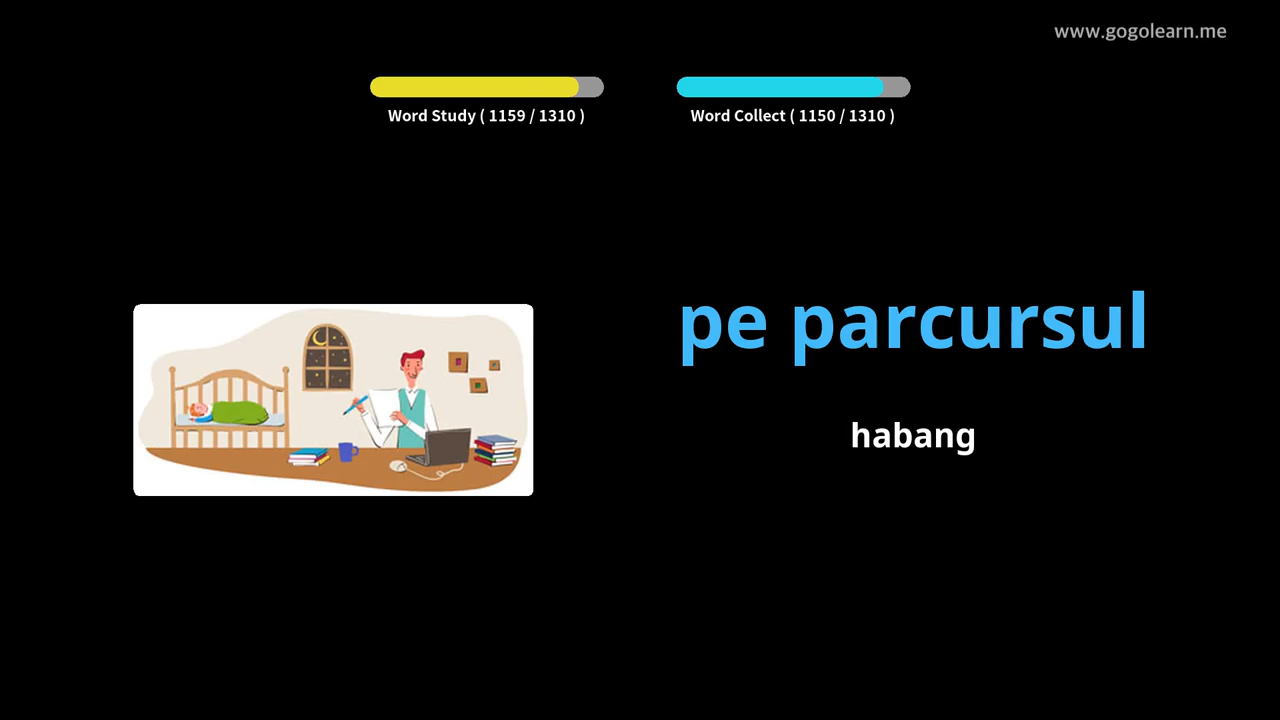 www.gogolearn.me
Word Study ( 1159 / 1310 )
Word Collect ( 1150 / 1310 )
pe parcursul
habang